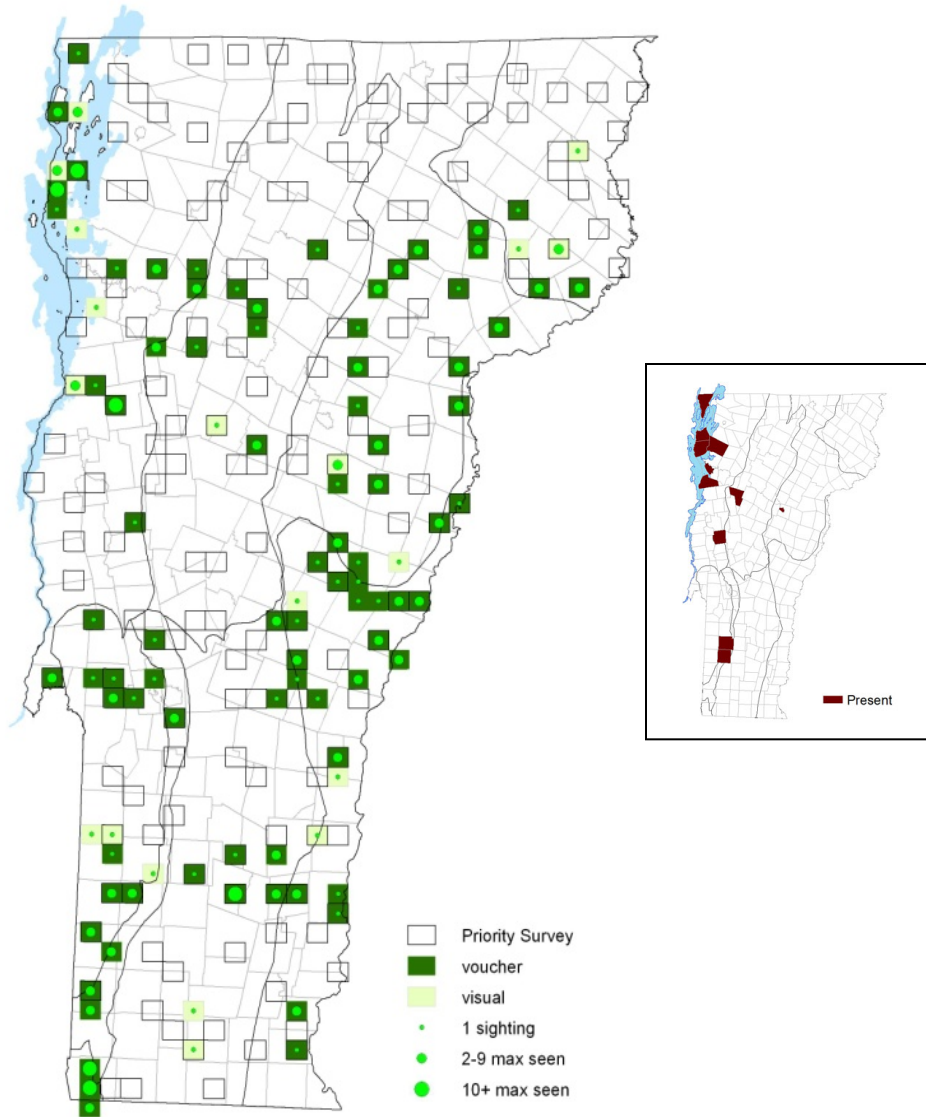 Present
Priority Survey
voucher
visual
1 sighting
2-9 max seen
10+ max seen